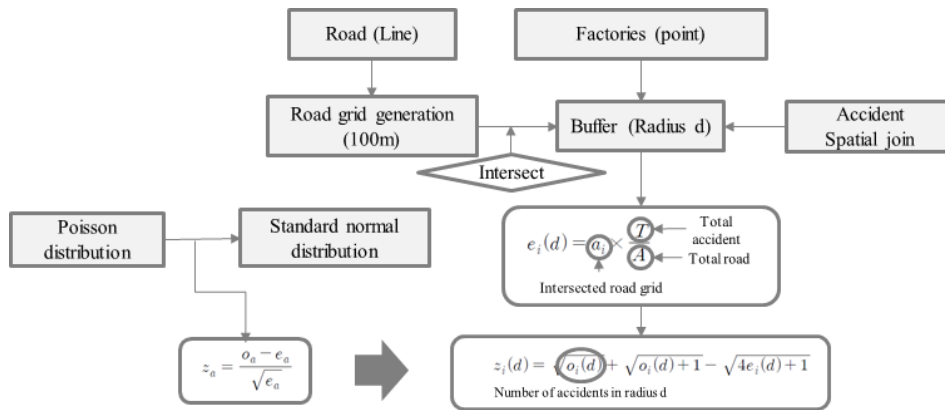 Road (Line)
Factories (point)
Road grid generation
(100m)
Buffer (Radius d)
Accident
Spatial join
Intersect
Poisson
distribution
Standard normal
distribution
e_i(d) = a_i × T/A
Total
accident
Total road
Intersected road grid
z_a = (o_a − e_a)/√e_a
z_i(d) = √o_i(d) + √(o_i(d)+1) − √(4e_i(d)+1)
Number of accidents in radius d